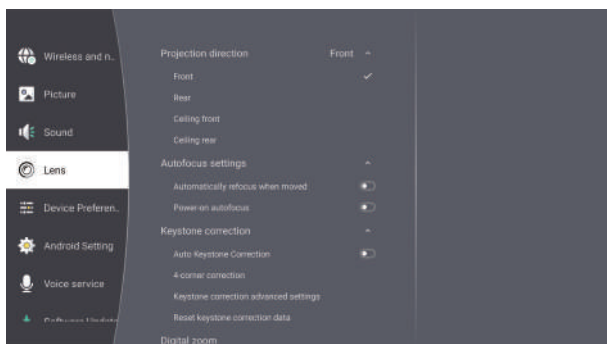 Wireless and n..
Picture
Sound
Lens
Device Preferen..
Android Setting
Voice service
Software Update
Projection direction Front
Front
Rear
Ceiling front
Ceiling rear
Autofocus settings
Automatically refocus when moved
Power-on autofocus
Keystone correction
Auto Keystone Correction
4-corner correction
Keystone correction advanced settings
Reset keystone correction data
Digital zoom